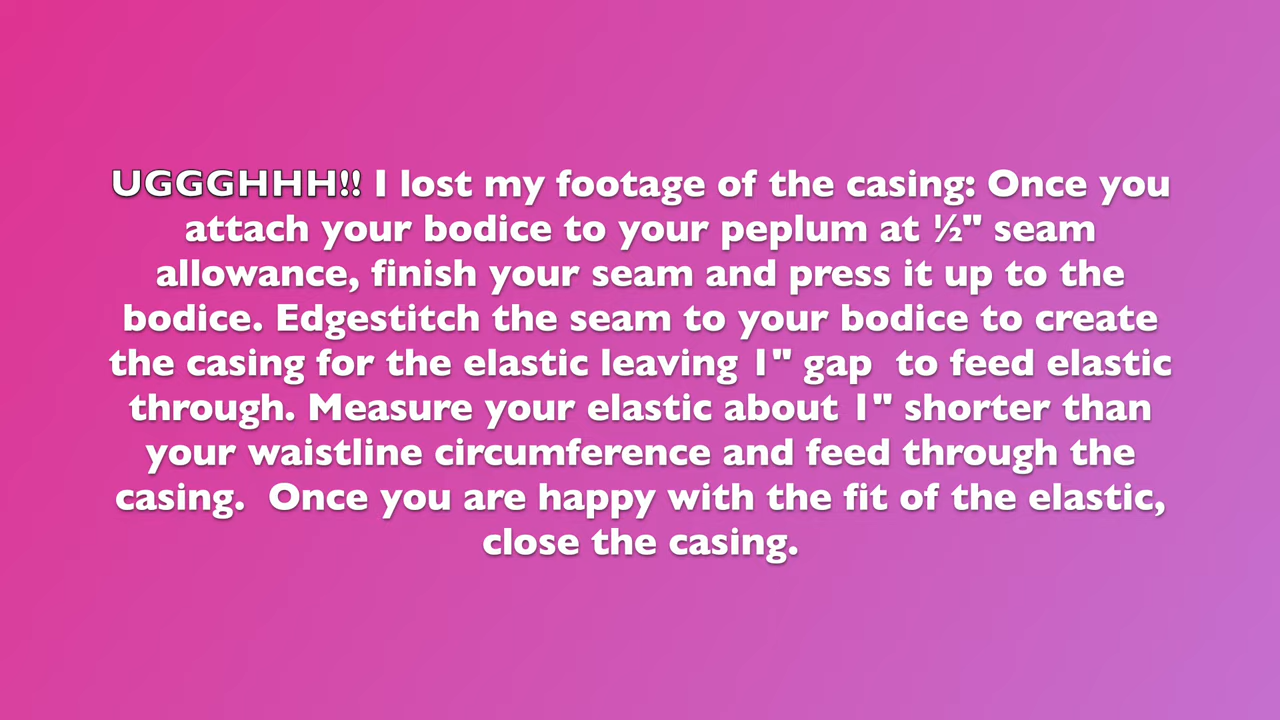 UGGGHHH!! I lost my footage of the casing: Once you
attach your bodice to your peplum at ½" seam
allowance, finish your seam and press it up to the
bodice. Edgestitch the seam to your bodice to create
the casing for the elastic leaving 1" gap  to feed elastic
through. Measure your elastic about 1" shorter than
your waistline circumference and feed through the
casing.  Once you are happy with the fit of the elastic,
close the casing.